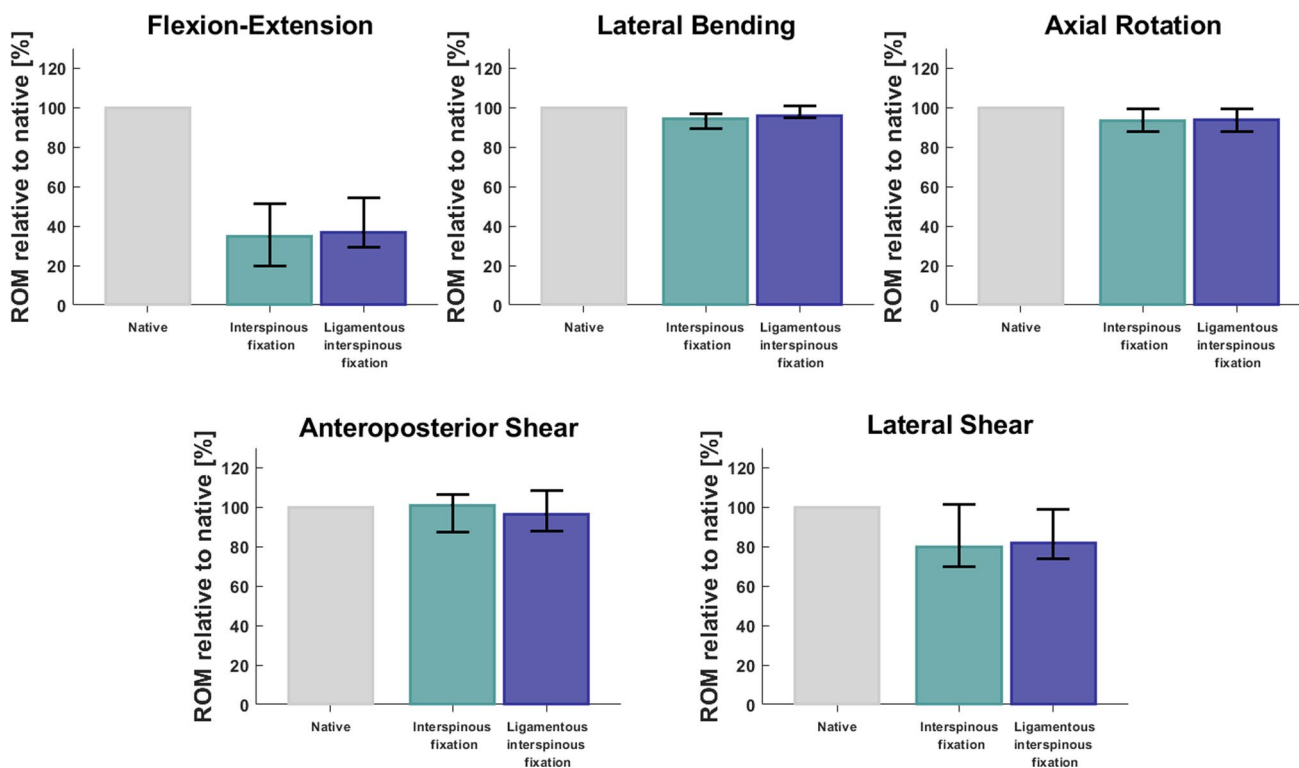 Flexion-Extension
ROM relative to native [%]
120
100
80
60
40
20
0
Native
Interspinous
fixation
Ligamentous
interspinous
fixation
Lateral Bending
ROM relative to native [%]
120
100
80
60
40
20
0
Native
Interspinous
fixation
Ligamentous
interspinous
fixation
Axial Rotation
ROM relative to native [%]
120
100
80
60
40
20
0
Native
Interspinous
fixation
Ligamentous
interspinous
fixation
Anteroposterior Shear
ROM relative to native [%]
120
100
80
60
40
20
0
Native
Interspinous
fixation
Ligamentous
interspinous
fixation
Lateral Shear
ROM relative to native [%]
120
100
80
60
40
20
0
Native
Interspinous
fixation
Ligamentous
interspinous
fixation